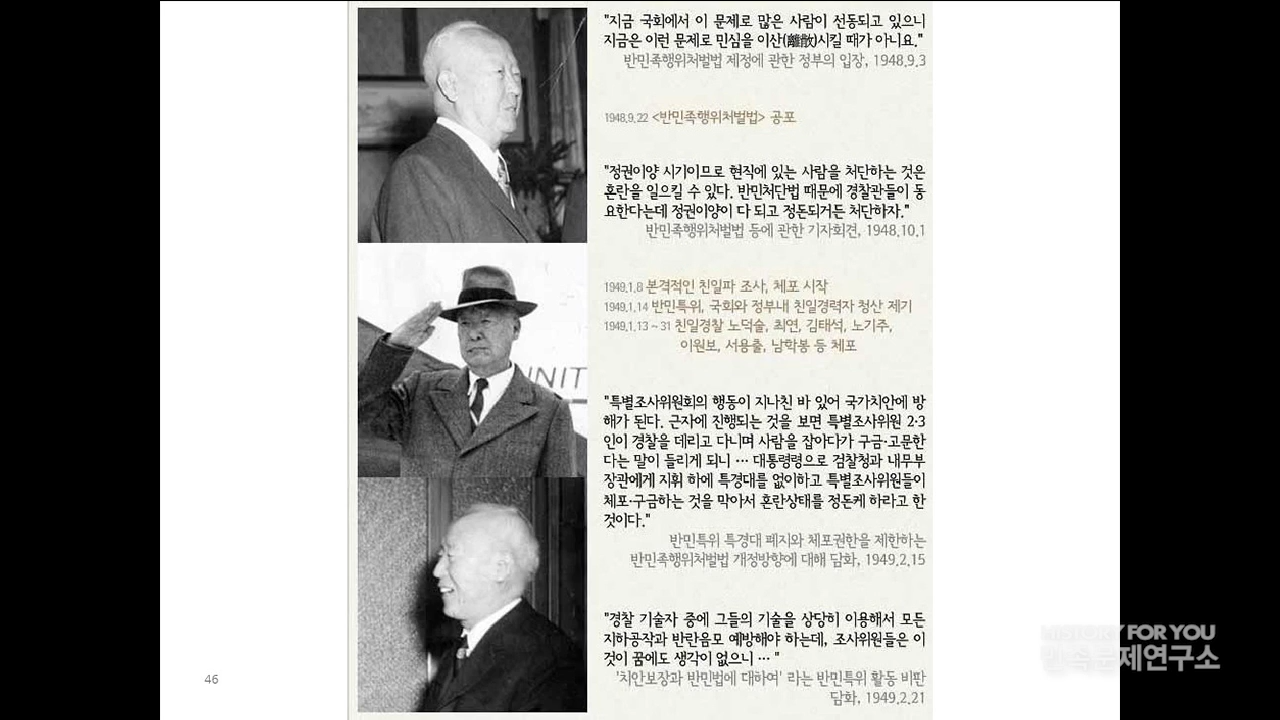 "지금 국회에서 이 문제로 많은 사람이 선동되고 있으니
지금은 이런 문제로 민심을 이산(離散)시킬 때가 아니요."
반민족행위처벌법 제정에 관한 정부의 입장, 1948.9.3
1948.9.22 <반민족행위처벌법> 공포
"정권이양 시기이므로 현직에 있는 사람을 처단하는 것은
혼란을 일으킬 수 있다. 반민처단법 때문에 경찰관들이 동
요한다는데 정권이양이 다 되고 정돈되거든 처단하자."
반민족행위처벌법 등에 관한 기자회견, 1948.10.1
1949.1.8 본격적인 친일파 조사, 체포 시작
1949.1.14 반민특위, 국회와 정부내 친일경력자 청산 제기
1949.1.13 ~ 31 친일경찰 노덕술, 최연, 김태석, 노기주,
이원보, 서용출, 남학봉 등 체포
"특별조사위원회의 행동이 지나친 바 있어 국가치안에 방
해가 된다. 근자에 진행되는 것을 보면 특별조사위원 2·3
인이 경찰을 데리고 다니며 사람을 잡아다가 구금·고문한
다는 말이 들리게 되니 … 대통령령으로 검찰청과 내무부
장관에게 지휘 하에 특경대를 없이하고 특별조사위원들이
체포·구금하는 것을 막아서 혼란상태를 정돈케 하라고 한
것이다."
반민특위 특경대 폐지와 체포권한을 제한하는
반민족행위처벌법 개정방향에 대해 담화, 1949.2.15
"경찰 기술자 중에 그들의 기술을 상당히 이용해서 모든
지하공작과 반란음모 예방해야 하는데, 조사위원들은 이
것이 꿈에도 생각이 없으니 … "
'치안보장과 반민법에 대하여' 라는 반민특위 활동 비판
담화, 1949.2.21
46
UNIT
HISTORY FOR YOU
민족문제연구소